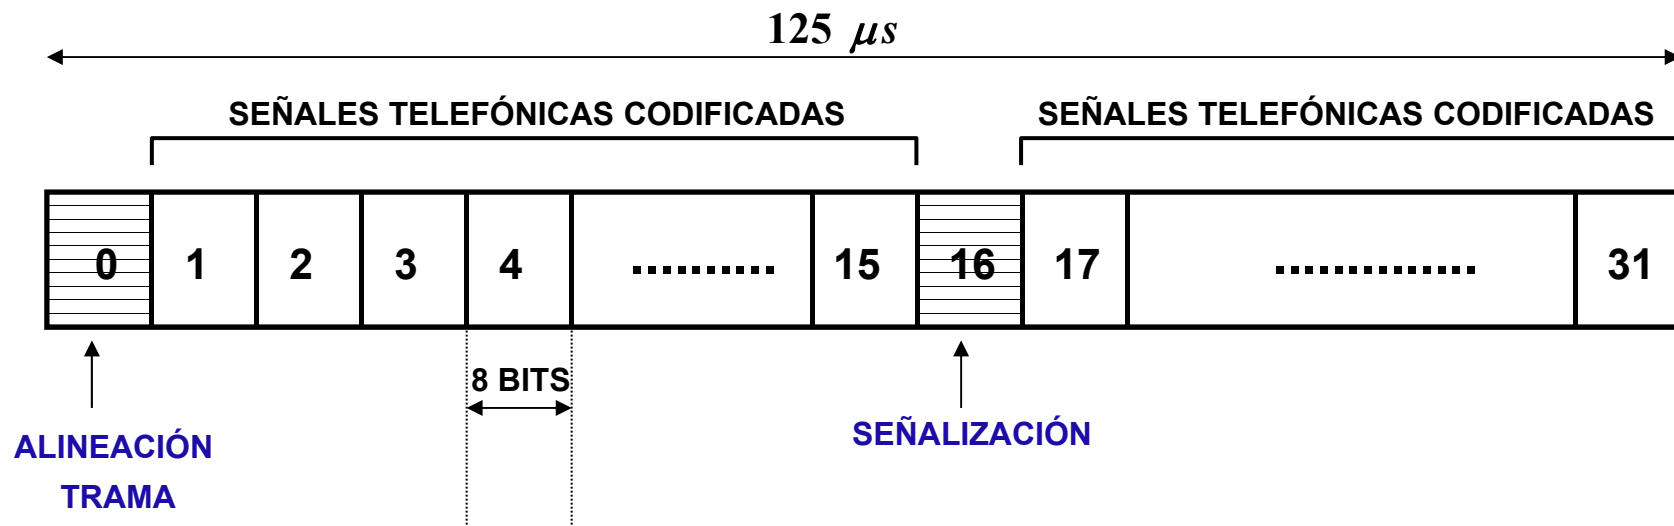 125 μs
SEÑALES TELEFÓNICAS CODIFICADAS
SEÑALES TELEFÓNICAS CODIFICADAS
0 1 2 3 4 .......... 15 16 17 .............. 31
8 BITS
ALINEACIÓN
TRAMA
SEÑALIZACIÓN